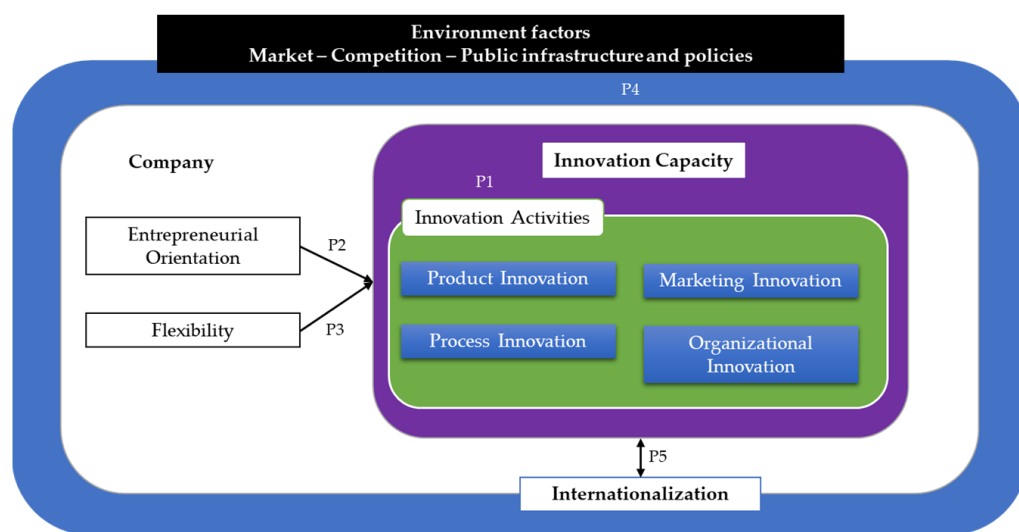 Environment factors
Market – Competition – Public infrastructure and policies
P4
Company
Innovation Capacity
P1
Innovation Activities
Entrepreneurial
Orientation
P2
Product Innovation
Marketing Innovation
Flexibility
P3
Process Innovation
Organizational
Innovation
P5
Internationalization